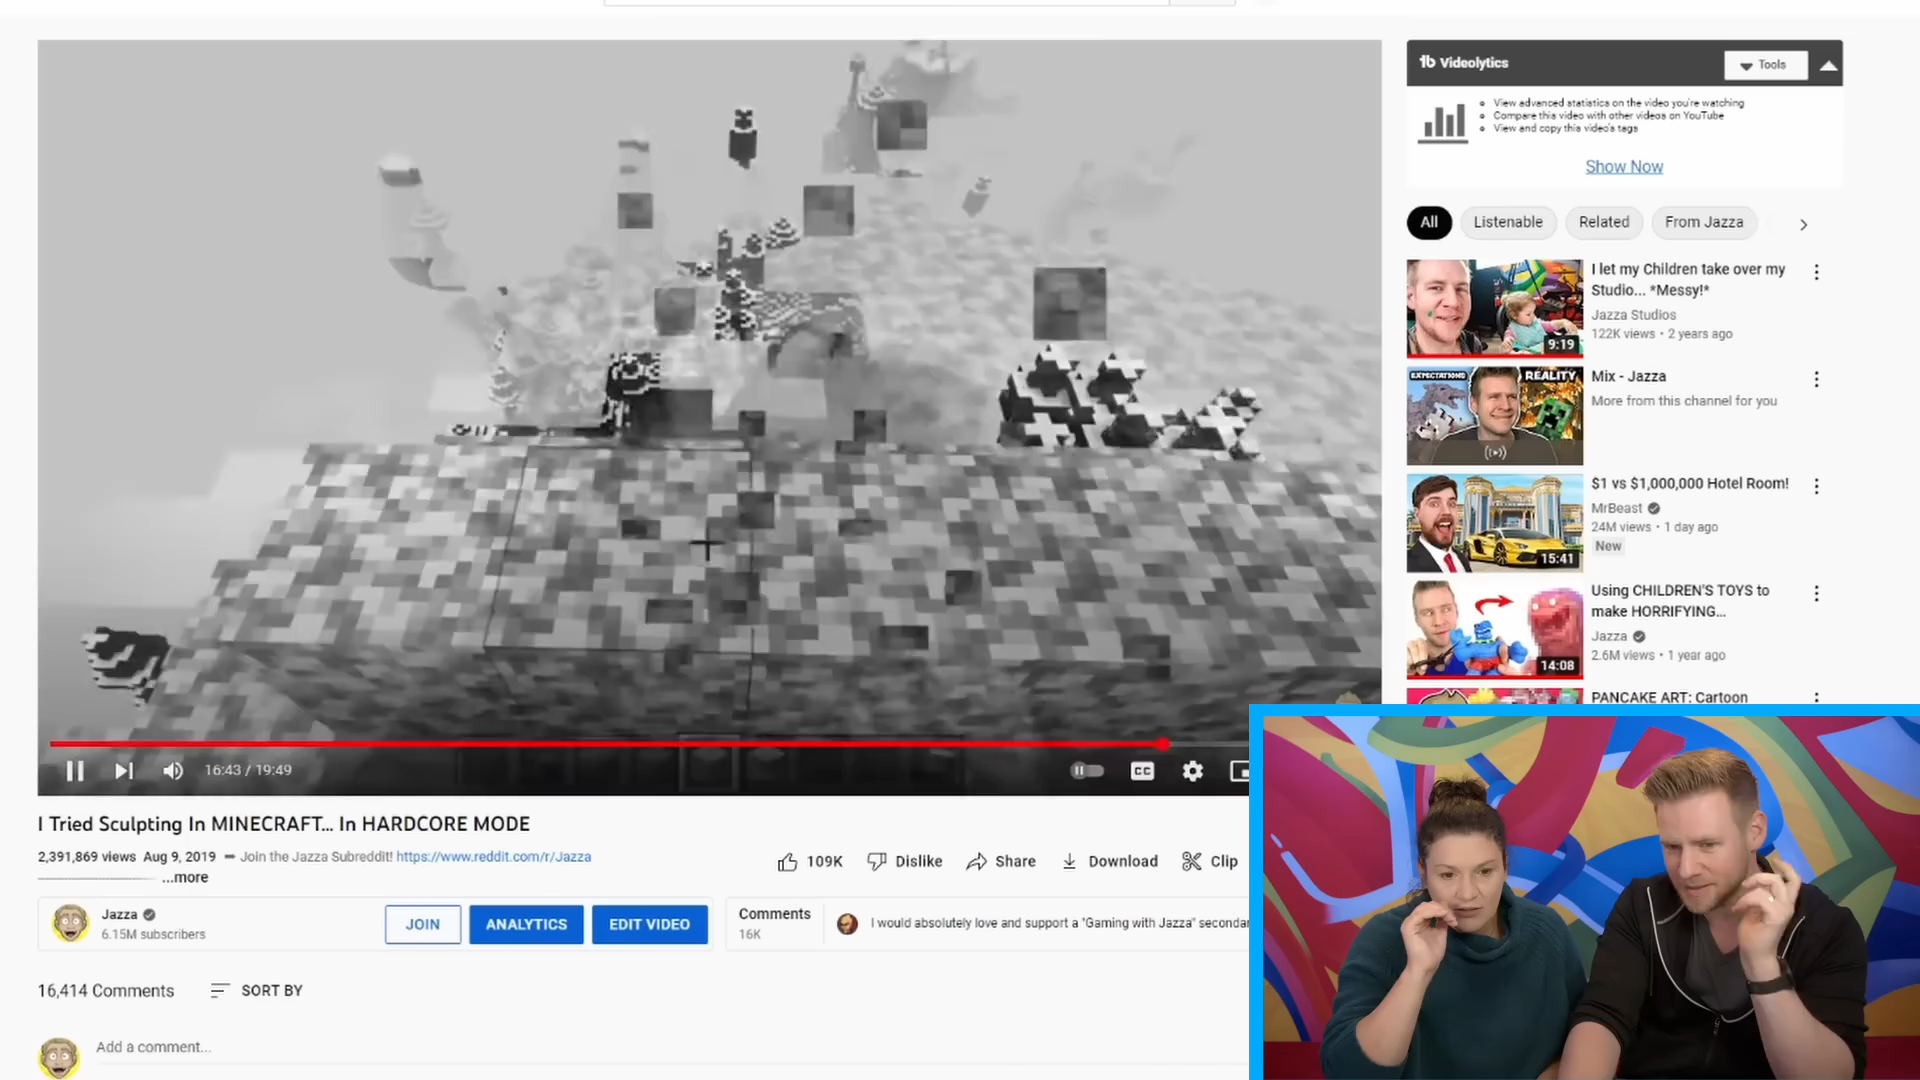 16:43 / 19:49
CC
I Tried Sculpting In MINECRAFT... In HARDCORE MODE
2,391,869 views Aug 9, 2019 ➖ Join the Jazza Subreddit! https://www.reddit.com/r/Jazza
...more
109K
Dislike
Share
Download
Clip
Jazza
6.15M subscribers
JOIN
ANALYTICS
EDIT VIDEO
Comments
16K
I would absolutely love and support a "Gaming with Jazza" secondar
16,414 Comments
SORT BY
Add a comment...
tb Videolytics
Tools
View advanced statistics on the video you're watching
Compare this video with other videos on YouTube
View and copy this video's tags
Show Now
All
Listenable
Related
From Jazza
9:19
I let my Children take over my
Studio... *Messy!*
Jazza Studios
122K views • 2 years ago
EXPECTATIONS
REALITY
Mix - Jazza
More from this channel for you
15:41
$1 vs $1,000,000 Hotel Room!
MrBeast
24M views • 1 day ago
New
14:08
Using CHILDREN'S TOYS to
make HORRIFYING...
Jazza
2.6M views • 1 year ago
PANCAKE ART: Cartoon